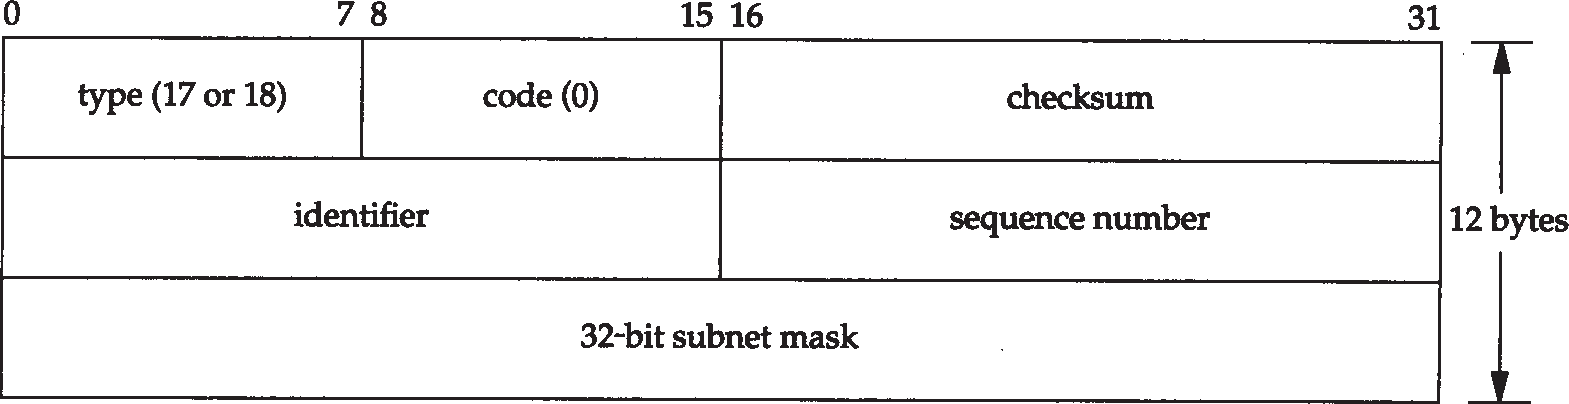 0 7 8 15 16 31
type (17 or 18) code (0) checksum
identifier sequence number 12 bytes
32-bit subnet mask